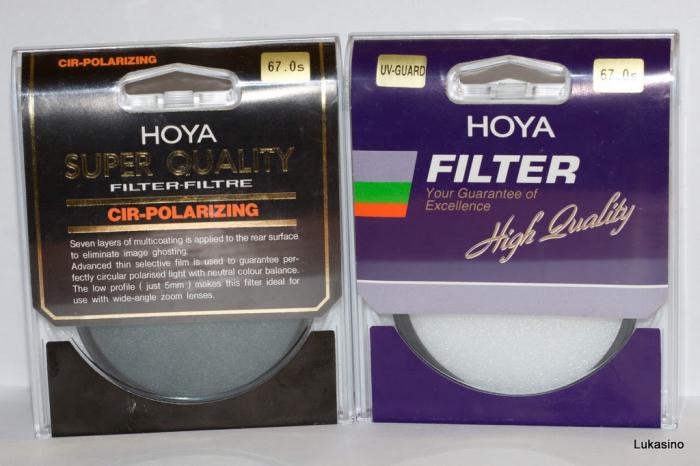 CIR-POLARIZING
67.0s
HOYA
SUPER QUALITY
FILTER-FILTRE
CIR-POLARIZING
Seven layers of multicoating is applied to the rear surface
to eliminate image ghosting.
Advanced thin selective film is used to guarantee per-
fectly circular polarised light with neutral colour balance.
The low profile ( just 5mm ) makes this filter ideal for
use with wide-angle zoom lenses.
UV-GUARD
67.0s
HOYA
FILTER
Your Guarantee of
Excellence
High Quality
Lukasino